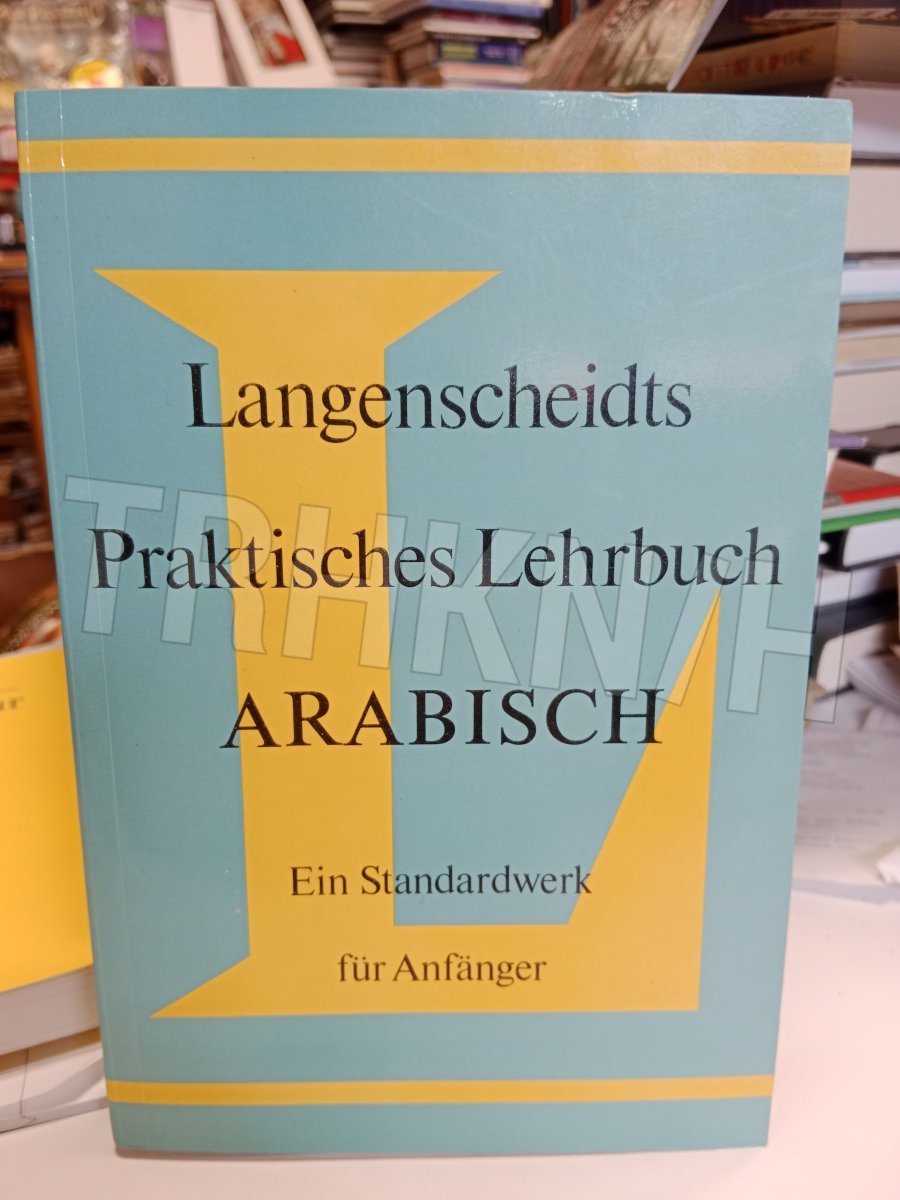 Langenscheidts
Praktisches Lehrbuch
ARABISCH
Ein Standardwerk
für Anfänger